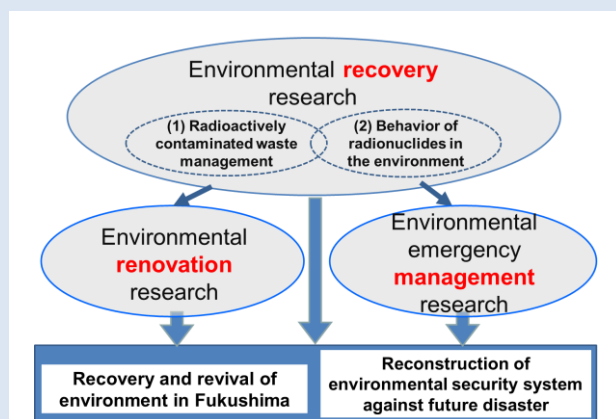 Environmental recovery
research
(1) Radioactively
contaminated waste
management
(2) Behavior of
radionuclides in
the environment
Environmental
renovation
research
Environmental
emergency
management
research
Recovery and revival of
environment in Fukushima
Reconstruction of
environmental security system
against future disaster